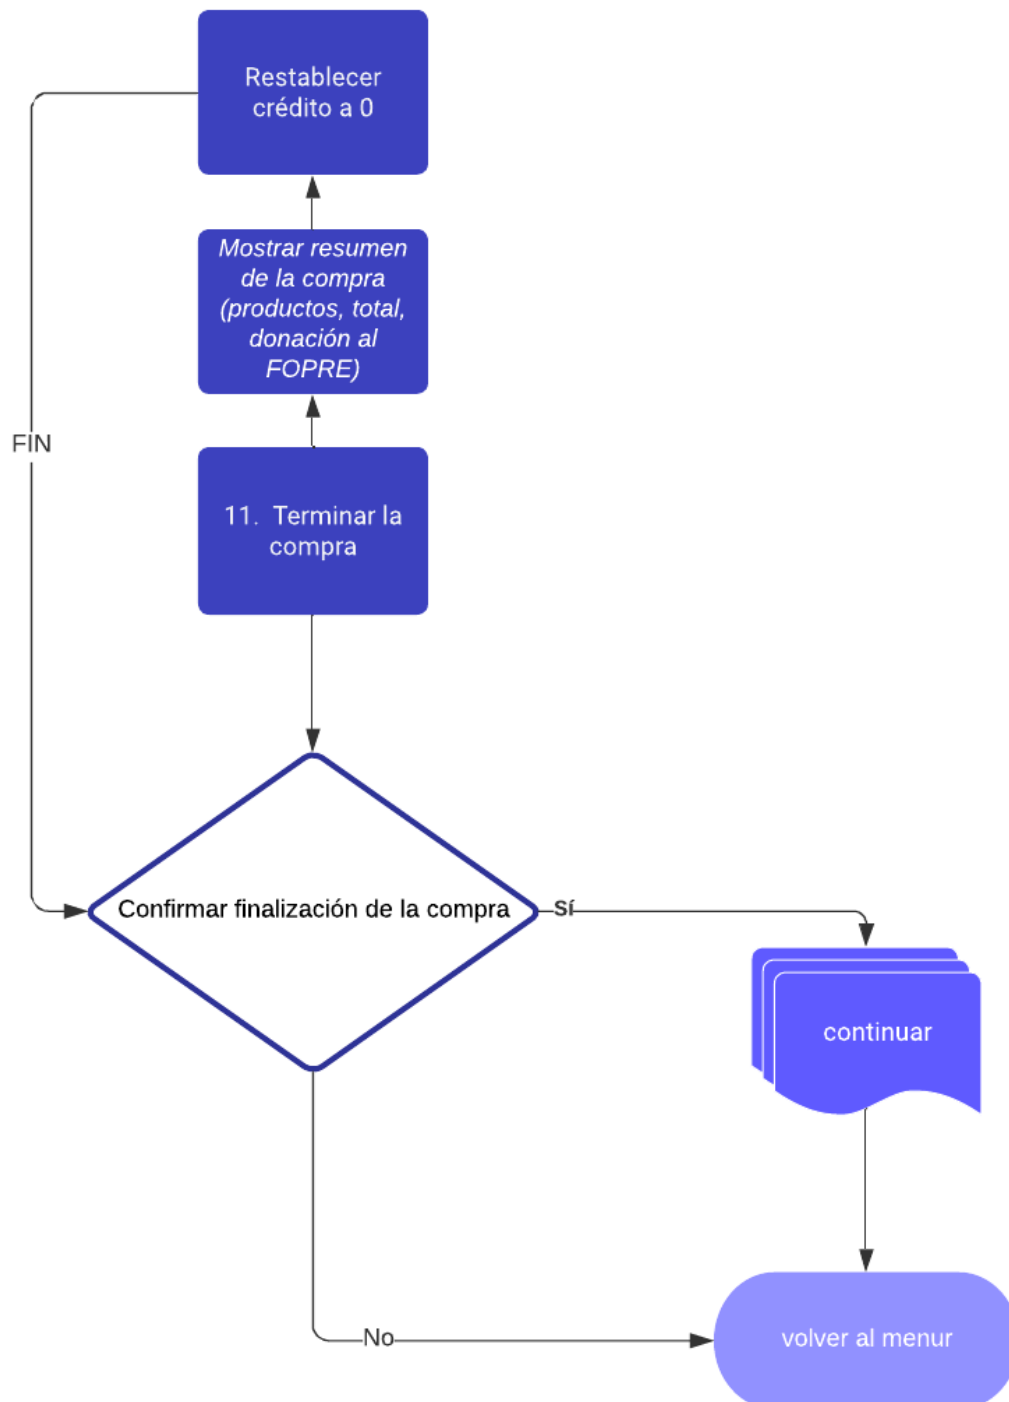 Restablecer
crédito a 0
Mostrar resumen
de la compra
(productos, total,
donación al
FOPRE)
FIN
11. Terminar la
compra
Confirmar finalización de la compra
Sí
continuar
No
volver al menur